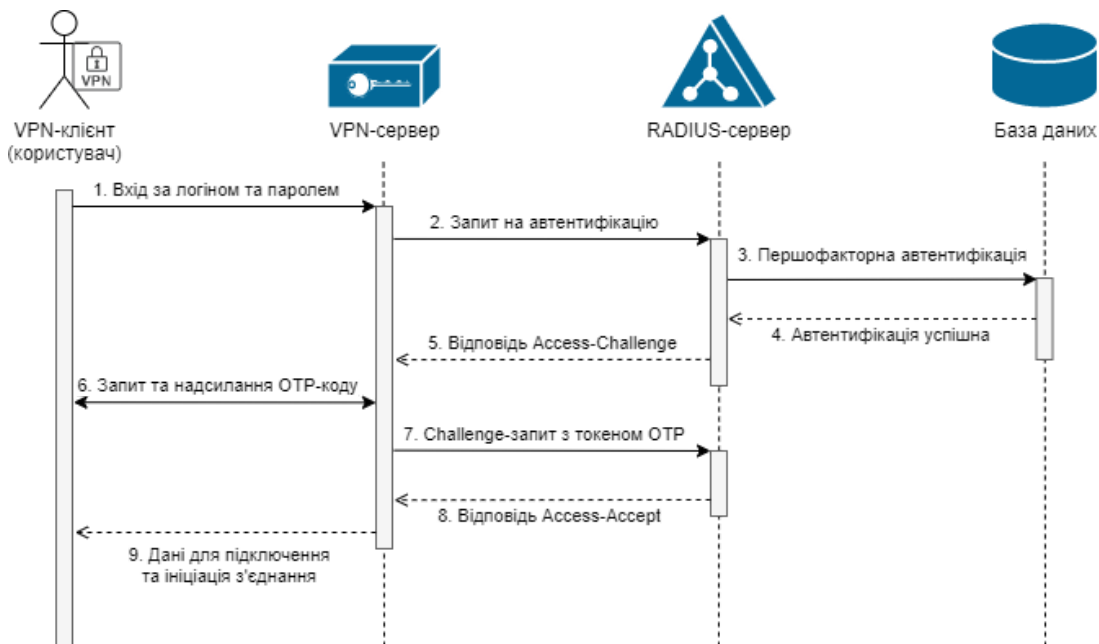 VPN
VPN-клієнт
(користувач)
VPN-сервер
RADIUS-сервер
База даних
1. Вхід за логіном та паролем
2. Запит на автентифікацію
3. Першофакторна автентифікація
4. Автентифікація успішна
5. Відповідь Access-Challenge
6. Запит та надсилання OTP-коду
7. Challenge-запит з токеном OTP
8. Відповідь Access-Accept
9. Дані для підключення
та ініціація з'єднання